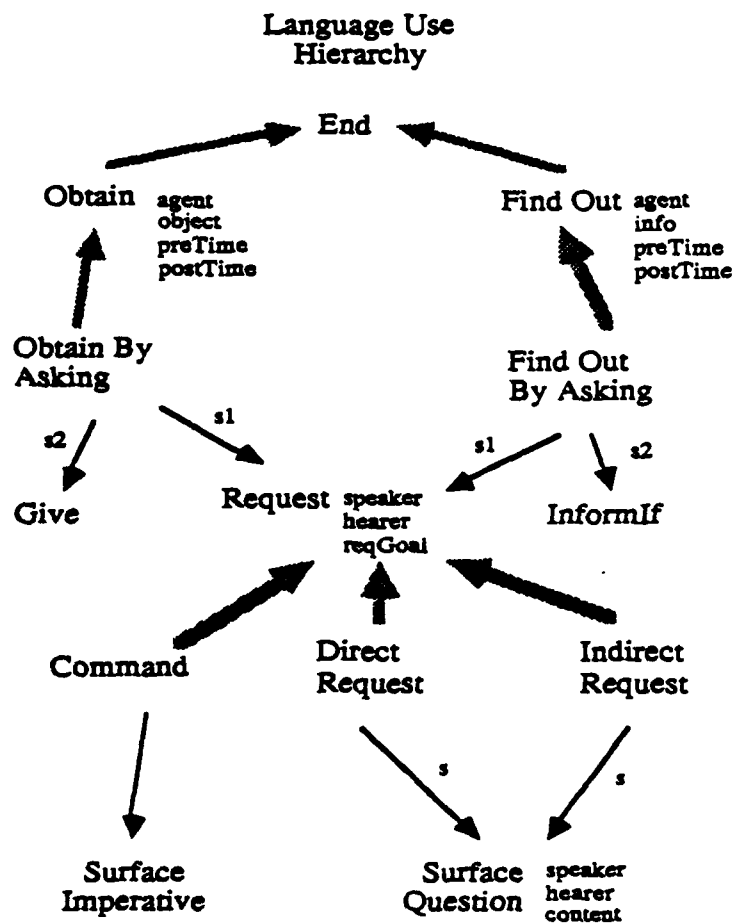 Language Use
Hierarchy
End
Obtain
agent
object
preTime
postTime
Find Out
agent
info
preTime
postTime
Obtain By
Asking
Find Out
By Asking
s2
s1
s1
s2
Give
Request
speaker
hearer
reqGoal
InformIf
Command
Direct
Request
Indirect
Request
s
s
Surface
Imperative
Surface
Question
speaker
hearer
content